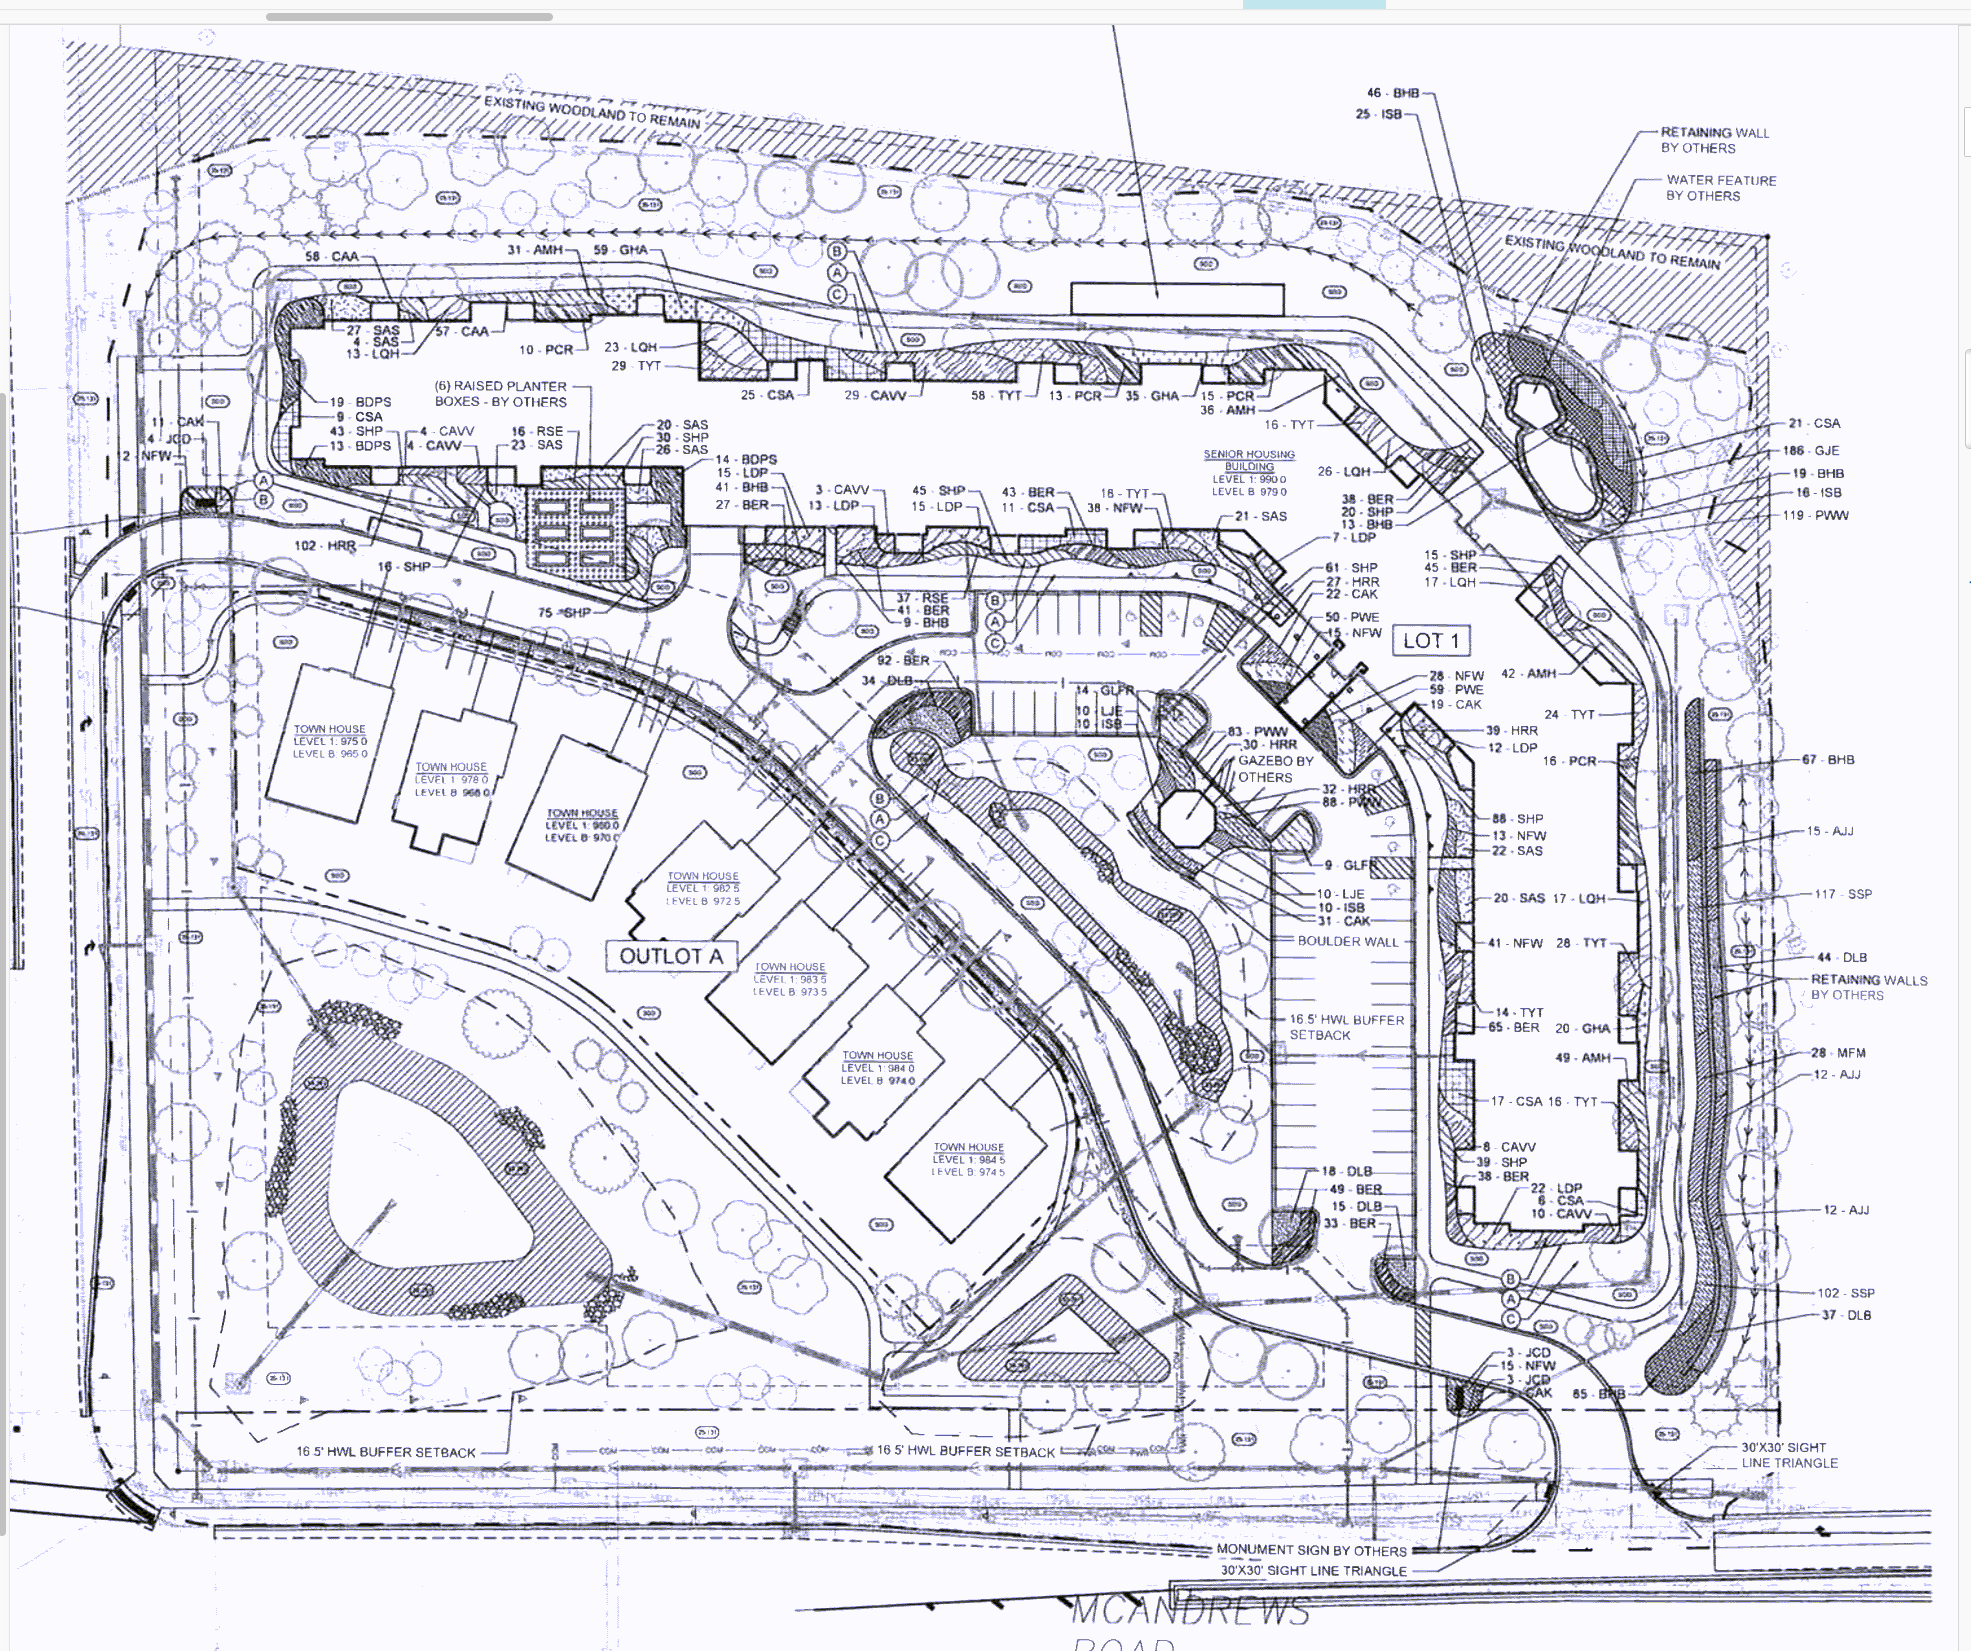 46 - BHB
25 - ISB
EXISTING WOODLAND TO REMAIN
RETAINING WALL
BY OTHERS
WATER FEATURE
BY OTHERS
EXISTING WOODLAND TO REMAIN
58 - CAA
31 - AMH
59 - GHA
B
A
C
27 - SAS
4 - SAS
13 - LQH
57 - CAA
10 - PCR
23 - LQH
29 - TYT
(6) RAISED PLANTER
BOXES - BY OTHERS
25 - CSA
29 - CAVV
58 - TYT
13 - PCR
35 - GHA
15 - PCR
36 - AMH
16 - TYT
19 - BDPS
9 - CSA
43 - SHP
13 - BDPS
4 - CAVV
4 - CAVV
16 - RSE
23 - SAS
20 - SAS
30 - SHP
26 - SAS
11 - CAK
4 - JCD
12 - NFW
A
B
14 - BDPS
15 - LDP
41 - BHB
27 - BER
3 - CAVV
13 - LDP
45 - SHP
15 - LDP
43 - BER
11 - CSA
18 - TYT
38 - NFW
21 - SAS
SENIOR HOUSING
BUILDING
LEVEL 1: 990.0
LEVEL B: 979.0
26 - LQH
38 - BER
20 - SHP
13 - BHB
7 - LDP
21 - CSA
186 - GJE
19 - BHB
16 - ISB
119 - PWW
102 - HRR
16 - SHP
75 - SHP
37 - RSE
41 - BER
9 - BHB
B
A
C
61 - SHP
27 - HRR
22 - CAK
50 - PWE
15 - NFW
15 - SHP
45 - BER
17 - LQH
LOT 1
92 - BER
34 - DLB
14 - GLFR
10 - LJE
10 - ISB
28 - NFW
59 - PWE
19 - CAK
42 - AMH
24 - TYT
39 - HRR
12 - LDP
16 - PCR
83 - PWW
30 - HRR
GAZEBO BY
OTHERS
32 - HRR
88 - PWW
67 - BHB
15 - AJJ
TOWN HOUSE
LEVEL 1: 975.0
LEVEL B: 965.0
TOWN HOUSE
LEVEL 1: 978.0
LEVEL B: 968.0
TOWN HOUSE
LEVEL 1: 980.0
LEVEL B: 970.0
B
A
C
88 - SHP
13 - NFW
22 - SAS
9 - GLFR
TOWN HOUSE
LEVEL 1: 982.5
LEVEL B: 972.5
10 - LJE
10 - ISB
31 - CAK
20 - SAS
17 - LQH
117 - SSP
BOULDER WALL
41 - NFW
28 - TYT
OUTLOT A
TOWN HOUSE
LEVEL 1: 983.5
LEVEL B: 973.5
44 - DLB
RETAINING WALLS
BY OTHERS
16.5' HWL BUFFER
SETBACK
14 - TYT
65 - BER
20 - GHA
49 - AMH
28 - MFM
12 - AJJ
TOWN HOUSE
LEVEL 1: 984.0
LEVEL B: 974.0
17 - CSA
16 - TYT
TOWN HOUSE
LEVEL 1: 984.5
LEVEL B: 974.5
8 - CAVV
39 - SHP
38 - BER
22 - LDP
6 - CSA
10 - CAVV
18 - DLB
49 - BER
15 - DLB
33 - BER
12 - AJJ
B
A
C
102 - SSP
37 - DLB
3 - JCD
15 - NFW
3 - JCD
CAK
85 - BHB
16.5' HWL BUFFER SETBACK
16.5' HWL BUFFER SETBACK
30'X30' SIGHT
LINE TRIANGLE
MONUMENT SIGN BY OTHERS
30'X30' SIGHT LINE TRIANGLE
MCANDREWS
ROAD